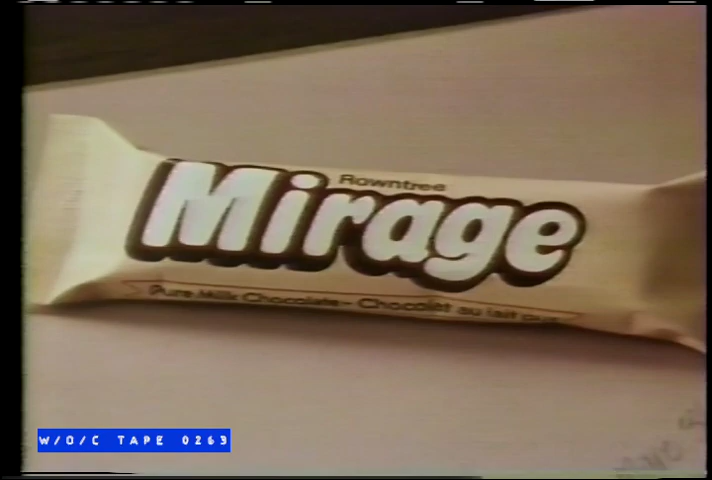 Rowntree
Mirage
Pure Milk Chocolate - Chocolat au lait pur
W/O/C TAPE 0263